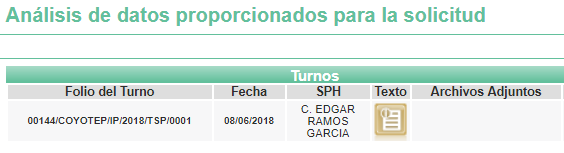 Análisis de datos proporcionados para la solicitud
Turnos
Folio del Turno Fecha SPH Texto Archivos Adjuntos
00144/COYOTEP/IP/2018/TSP/0001 08/06/2018 C. EDGAR
RAMOS
GARCIA